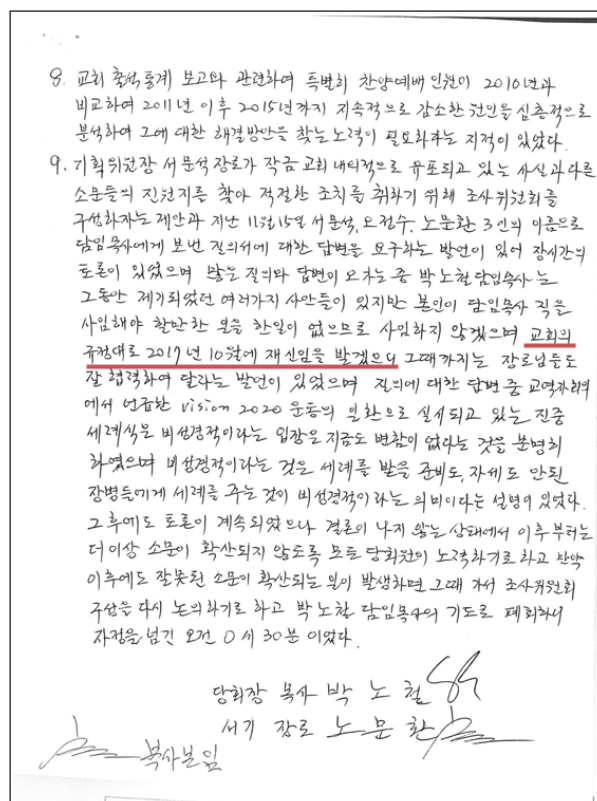 8. 교회 출석통계 보고와 관련하여 특별히 찬양예배 인원이 2010년과
비교하여 2011년 이후 2015년까지 지속적으로 감소한 원인을 심층적으로
분석하여 그에 대한 해결방안을 찾는 노력이 필요하다는 지적이 있었다.
9. 기획위원장 서문석 장로가 작금 교회 내외적으로 유포되고 있는 사실과 다른
소문들의 진원지를 찾아 적절한 조치를 취하기 위해 조사위원회를
구성하자는 제안과 지난 11월 15일 서문석, 오정수, 노문환 3인의 이름으로
담임목사에게 보낸 질의서에 대한 답변을 요구하는 발언이 있어 장시간의
토론이 있었으며 많은 질의와 답변이 오가는 중 박노철 담임목사는
그동안 제기되었던 여러가지 사안들이 있지만 본인이 담임목사 직을
사임해야 할만한 일을 한일이 없으므로 사임하지 않겠으며 교회의
규정대로 2017년 10월에 재신임을 받겠으니 그때까지는 장로님들도
잘 협력하여 달라는 발언이 있었으며 질의에 대한 답변 중 교역자회의
에서 언급한 vision 2020 운동의 일환으로 실시되고 있는 진중
세례식은 비성경적이라는 입장은 지금도 변함이 없다는 것을 분명히
하였으며 비성경적이라는 것은 세례를 받을 준비도, 자세도 안된
장병들에게 세례를 주는 것이 비성경적이라는 의미이다는 설명이 있었다.
그 후에도 토론이 계속되었으나 결론이 나지 않는 상태에서 이후 부터는
더이상 소문이 확산되지 않도록 모든 당회원이 노력하기로 하고 만약
이후에도 잘못된 소문이 확산되는 일이 발생하면 그때 가서 조사위원회
구성을 다시 논의하기로 하고 박노철 담임목사의 기도로 폐회하니
자정을 넘긴 오전 0시 30분 이었다.
당회장 목사 박 노 철
서기 장로 노 문 환
복사본임